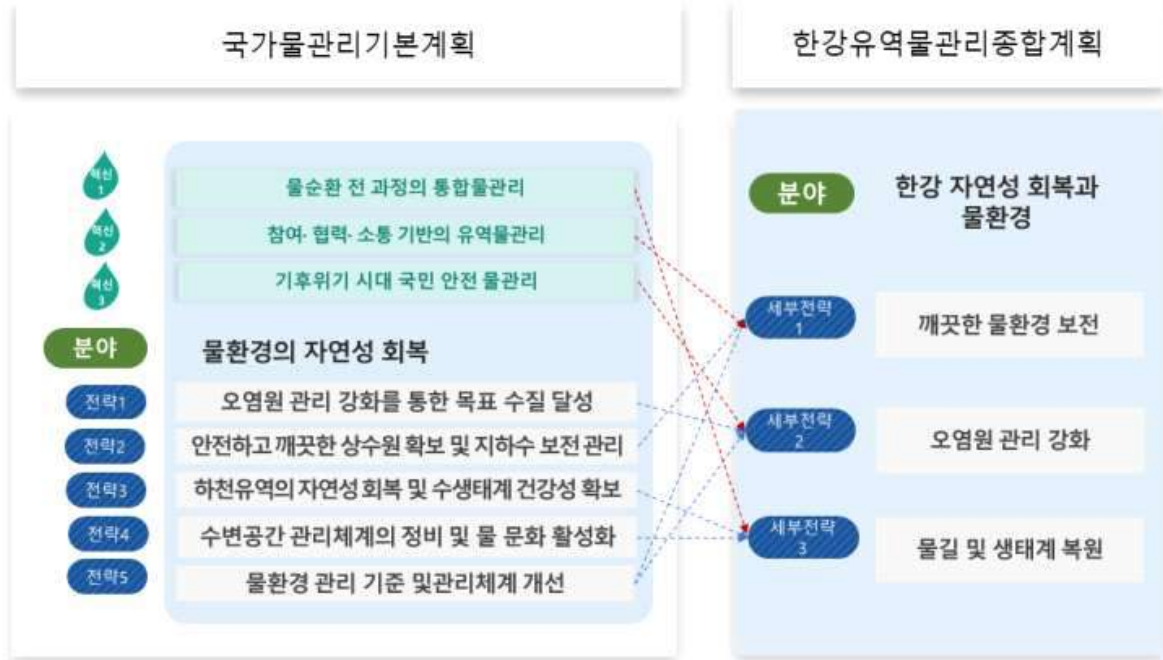 국가물관리기본계획
혁신
1
물순환 전 과정의 통합물관리
혁신
2
참여· 협력· 소통 기반의 유역물관리
혁신
3
기후위기 시대 국민 안전 물관리
분야
물환경의 자연성 회복
전략1
오염원 관리 강화를 통한 목표 수질 달성
전략2
안전하고 깨끗한 상수원 확보 및 지하수 보전 관리
전략3
하천유역의 자연성 회복 및 수생태계 건강성 확보
전략4
수변공간 관리체계의 정비 및 물 문화 활성화
전략5
물환경 관리 기준 및관리체계 개선
한강유역물관리종합계획
분야
한강 자연성 회복과
물환경
세부전략
1
깨끗한 물환경 보전
세부전략
2
오염원 관리 강화
세부전략
3
물길 및 생태계 복원